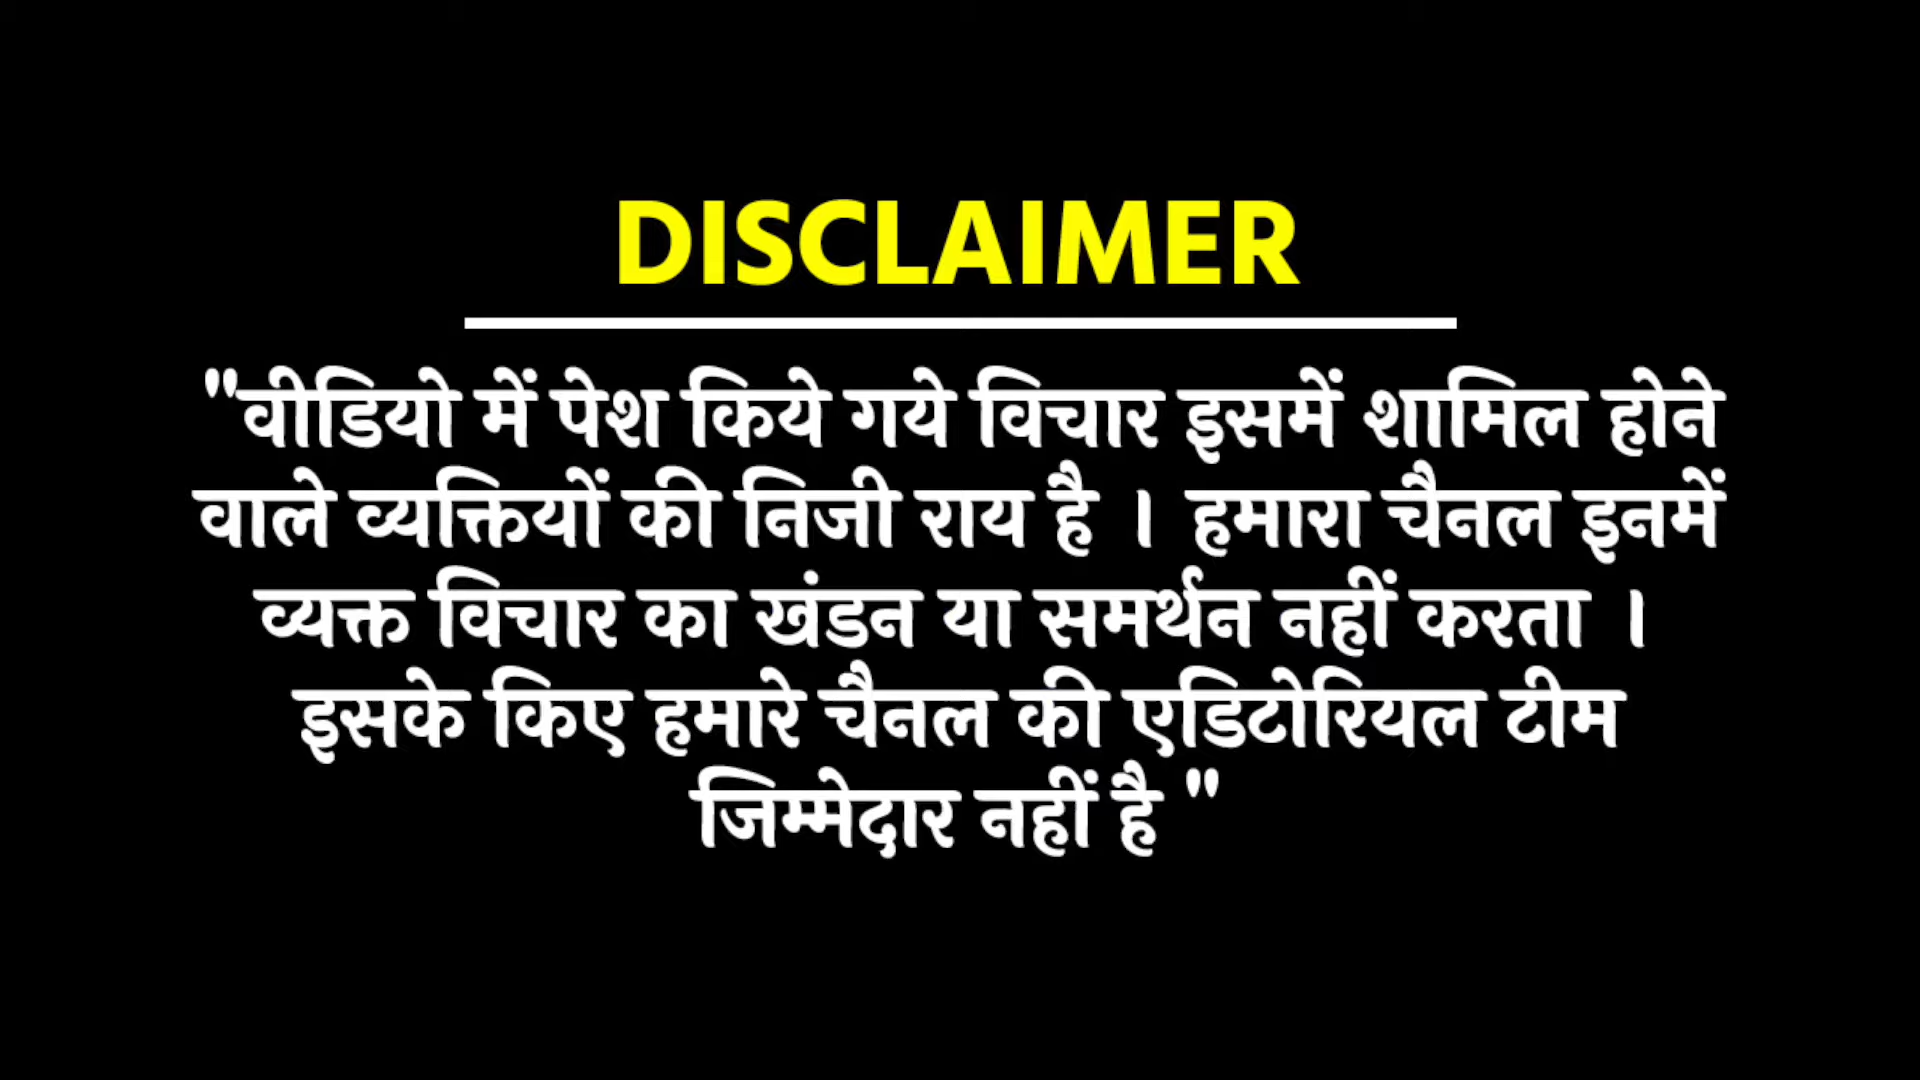 DISCLAIMER
"वीडियो में पेश किये गये विचार इसमें शामिल होने
वाले व्यक्तियों की निजी राय है । हमारा चैनल इनमें
व्यक्त विचार का खंडन या समर्थन नहीं करता ।
इसके किए हमारे चैनल की एडिटोरियल टीम
जिम्मेदार नहीं है "